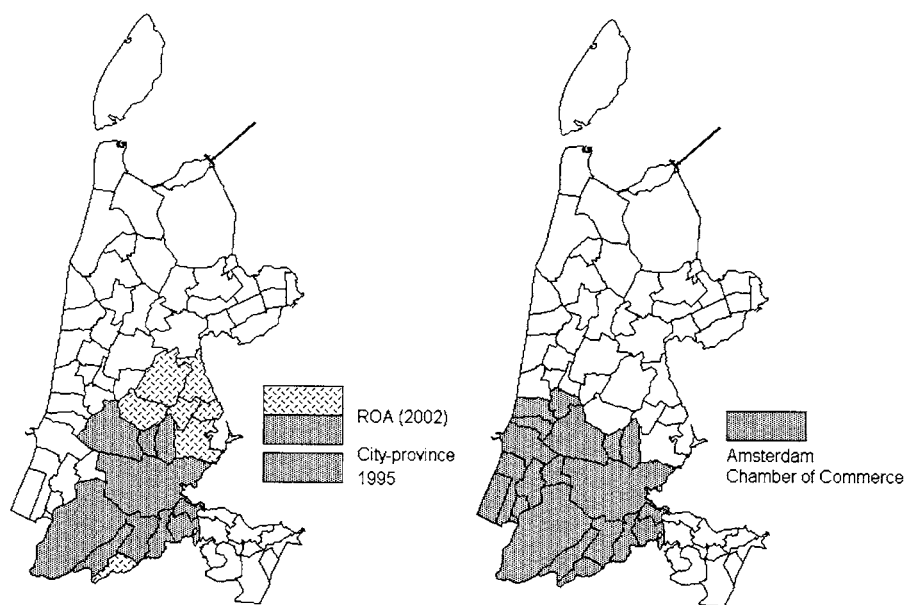 ROA (2002)
City-province
1995
Amsterdam
Chamber of Commerce